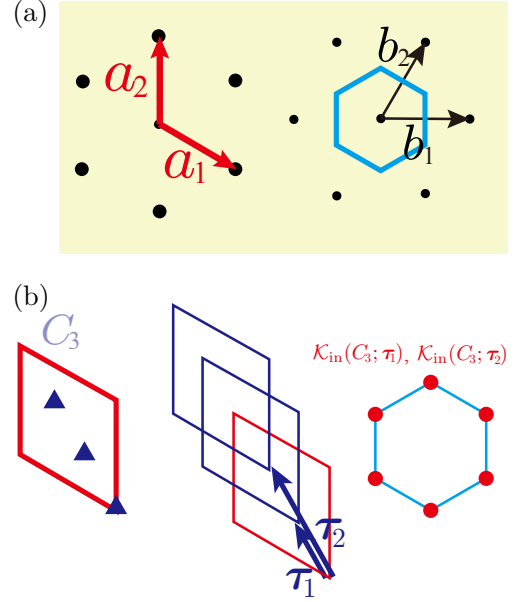 (a)
a₂
a₁
b₂
b₁
(b)
C₃
𝒦in(C₃; τ₁), 𝒦in(C₃; τ₂)
τ₂
τ₁